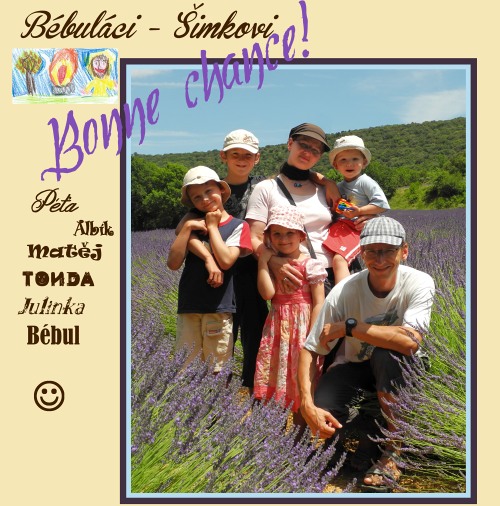 Bébuláci - Šimkovi
Bonne chance!
Péťa
Albík
Matěj
TONDA
Julinka
Bébul